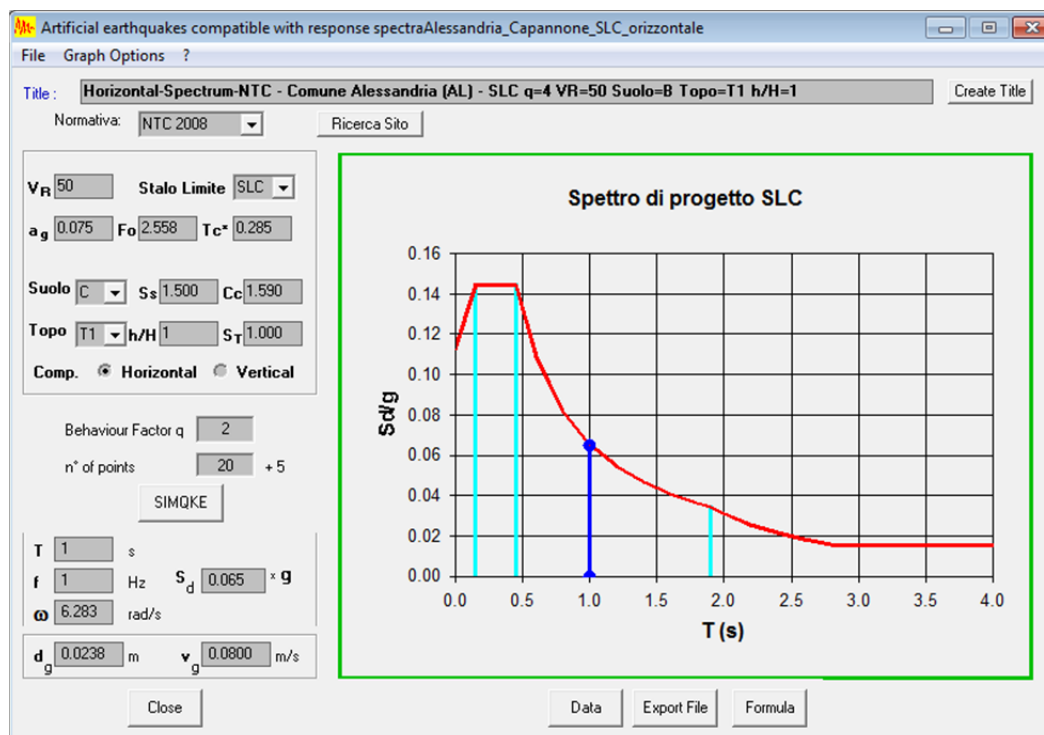 Artificial earthquakes compatible with response spectraAlessandria_Capannone_SLC_orizzontale
File Graph Options ?
Title : Horizontal-Spectrum-NTC - Comune Alessandria (AL) - SLC q=4 VR=50 Suolo=B Topo=T1 h/H=1 Create Title
Normativa: NTC 2008 Ricerca Sito
VR 50 Stalo Limite SLC
ag 0.075 Fo 2.558 Tc* 0.285
Suolo C Ss 1.500 Cc 1.590
Topo T1 h/H 1 ST 1.000
Comp. Horizontal Vertical
Behaviour Factor q 2
n° of points 20 + 5
SIMQKE
T 1 s
f 1 Hz Sd 0.065 x g
ω 6.283 rad/s
dg 0.0238 m vg 0.0800 m/s
Close
Spettro di progetto SLC
Sd/g
0.16
0.14
0.12
0.10
0.08
0.06
0.04
0.02
0.00
0.0 0.5 1.0 1.5 2.0 2.5 3.0 3.5 4.0
T (s)
Data Export File Formula